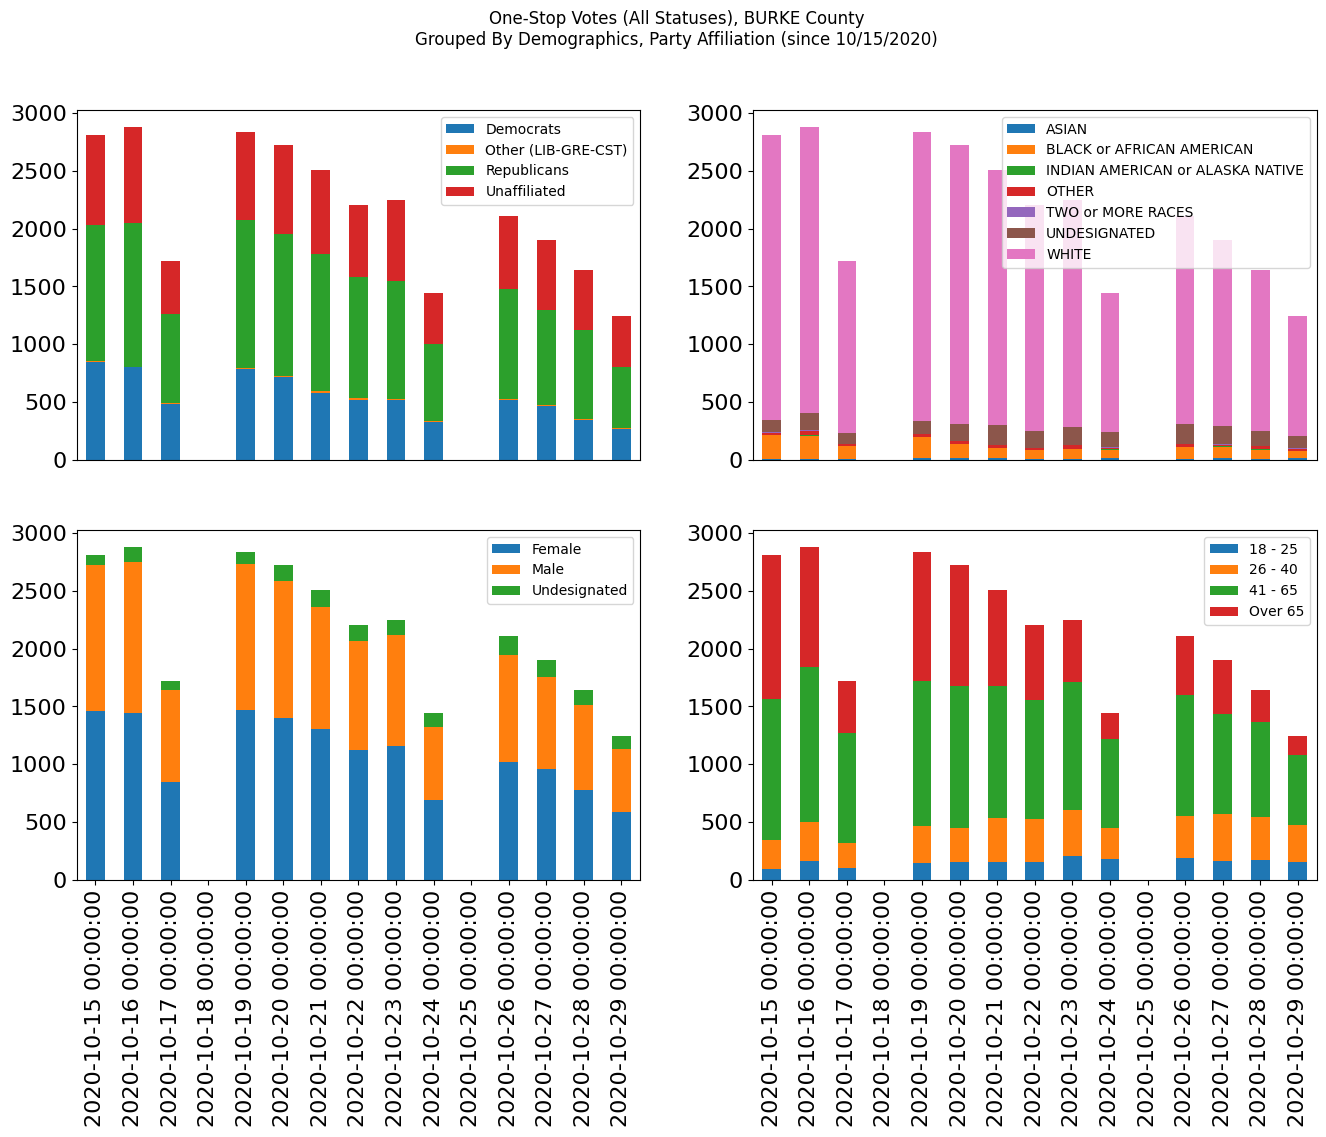 One-Stop Votes (All Statuses), BURKE County
Grouped By Demographics, Party Affiliation (since 10/15/2020)
3000
2500
2000
1500
1000
500
0
Democrats
Other (LIB-GRE-CST)
Republicans
Unaffiliated
3000
2500
2000
1500
1000
500
0
ASIAN
BLACK or AFRICAN AMERICAN
INDIAN AMERICAN or ALASKA NATIVE
OTHER
TWO or MORE RACES
UNDESIGNATED
WHITE
3000
2500
2000
1500
1000
500
0
Female
Male
Undesignated
2020-10-15 00:00:00
2020-10-16 00:00:00
2020-10-17 00:00:00
2020-10-18 00:00:00
2020-10-19 00:00:00
2020-10-20 00:00:00
2020-10-21 00:00:00
2020-10-22 00:00:00
2020-10-23 00:00:00
2020-10-24 00:00:00
2020-10-25 00:00:00
2020-10-26 00:00:00
2020-10-27 00:00:00
2020-10-28 00:00:00
2020-10-29 00:00:00
3000
2500
2000
1500
1000
500
0
18 - 25
26 - 40
41 - 65
Over 65
2020-10-15 00:00:00
2020-10-16 00:00:00
2020-10-17 00:00:00
2020-10-18 00:00:00
2020-10-19 00:00:00
2020-10-20 00:00:00
2020-10-21 00:00:00
2020-10-22 00:00:00
2020-10-23 00:00:00
2020-10-24 00:00:00
2020-10-25 00:00:00
2020-10-26 00:00:00
2020-10-27 00:00:00
2020-10-28 00:00:00
2020-10-29 00:00:00